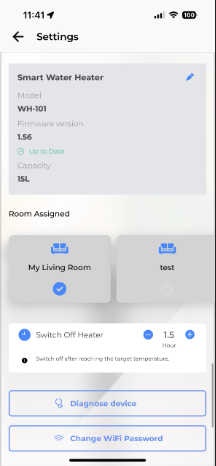 11:41
100
Settings
Smart Water Heater
Model
WH-101
Firmware version
1.56
Up to Date
Capacity
15L
Room Assigned
My Living Room
test
Switch Off Heater
1.5
Hour
Switch off after reaching the target temperature.
Diagnose device
Change WiFi Password